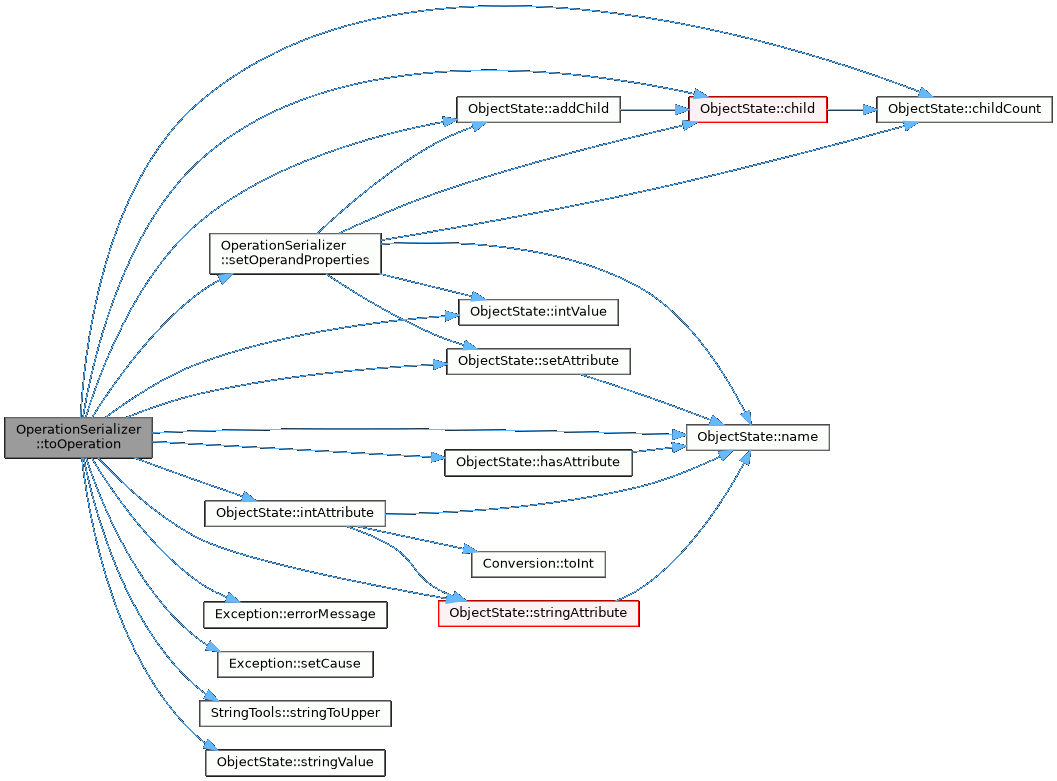 ObjectState::addChild
ObjectState::child
ObjectState::childCount
OperationSerializer
::setOperandProperties
ObjectState::intValue
ObjectState::setAttribute
OperationSerializer
::toOperation
ObjectState::name
ObjectState::hasAttribute
ObjectState::intAttribute
Conversion::toInt
ObjectState::stringAttribute
Exception::errorMessage
Exception::setCause
StringTools::stringToUpper
ObjectState::stringValue